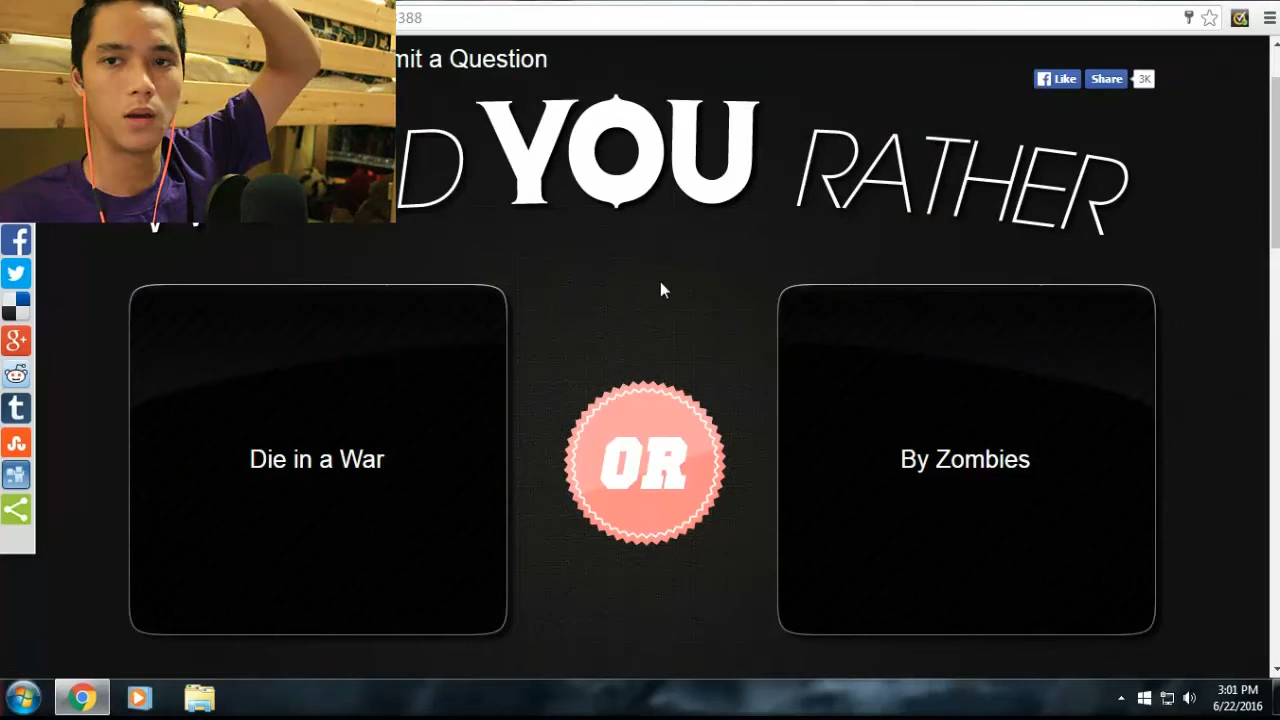 388
mit a Question
Like
Share
3K
D YOU RATHER
Die in a War
OR
By Zombies
3:01 PM
6/22/2016